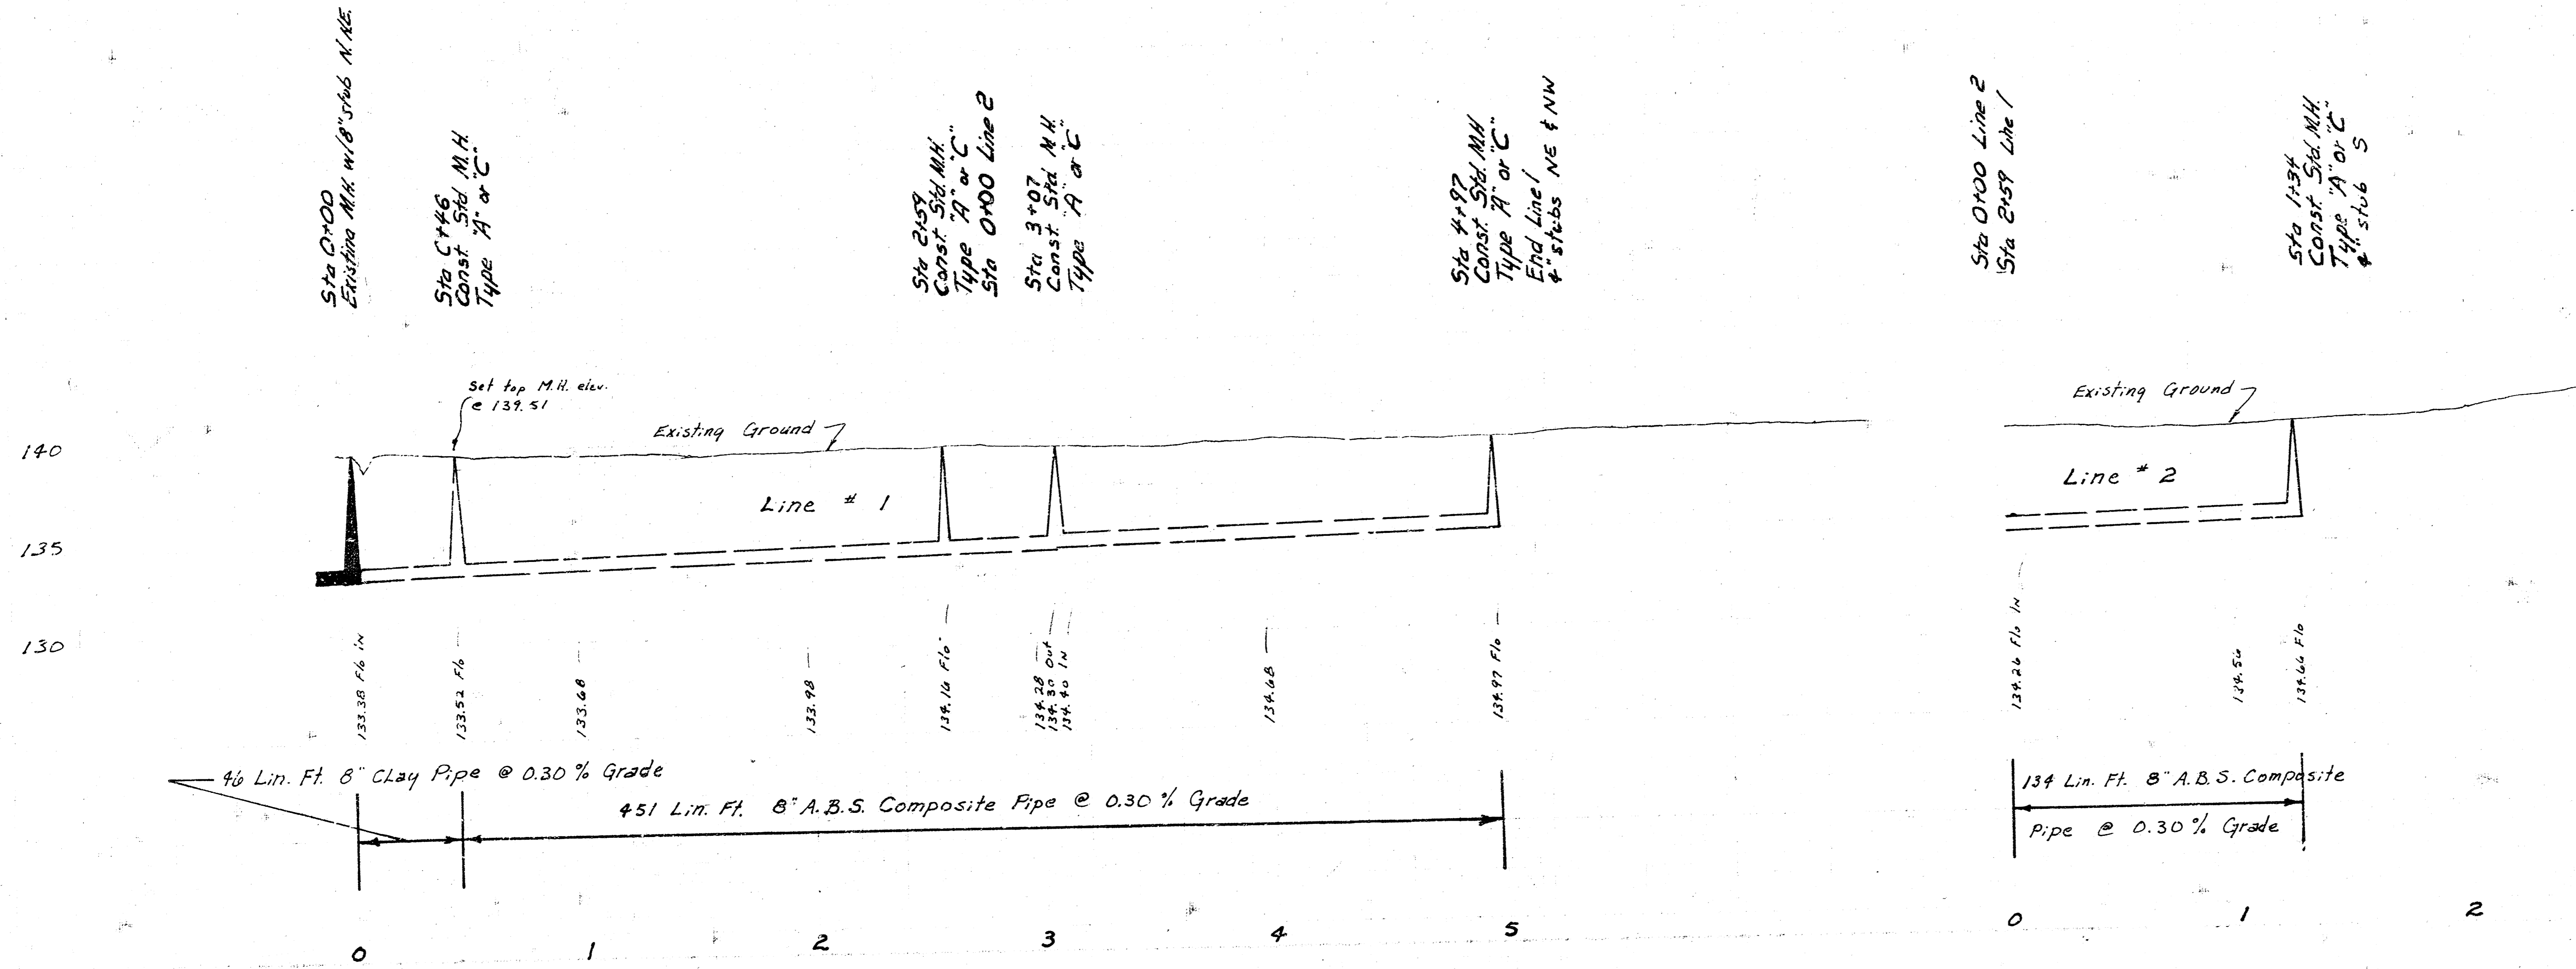 Sta 0+00
Existing M.H. w/8" stub N.NE.
Sta 0+46
Const. Std. M.H.
Type "A" or "C"
Sta 2+59
Const. Std. M.H.
Type "A" or "C"
Sta 0+00 Line 2
Sta 3+07
Const. Std. M.H.
Type "A" or "C"
Sta 4+97
Const. Std. M.H.
Type "A" or "C"
End Line 1
4" stubs NE & NW
Sta 0+00 Line 2
Sta 2+59 Line 1
Sta 1+34
Const. Std. M.H.
Type "A" or "C"
4" stub S
Set top M.H. elev.
@ 139.51
Existing Ground
Existing Ground
140
135
130
Line # 1
Line # 2
133.38 Flo in
133.52 Flo
133.68
133.98
134.16 Flo
134.28
134.30 Out
134.40 IN
134.68
134.97 Flo
134.26 Flo IN
134.56
134.66 Flo
46 Lin. Ft. 8" Clay Pipe @ 0.30 % Grade
451 Lin. Ft. 8" A.B.S. Composite Pipe @ 0.30 % Grade
134 Lin. Ft. 8" A.B.S. Composite
Pipe @ 0.30 % Grade
0 1 2 3 4 5
0 1 2